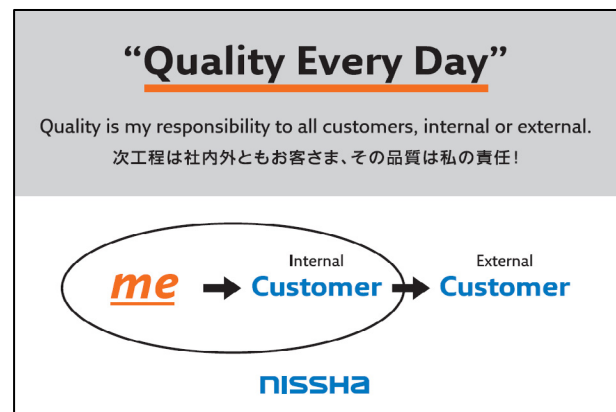 “Quality Every Day”
Quality is my responsibility to all customers, internal or external.
次工程は社内外ともお客さま、その品質は私の責任！
Internal
External
me
Customer
Customer
NISSHA